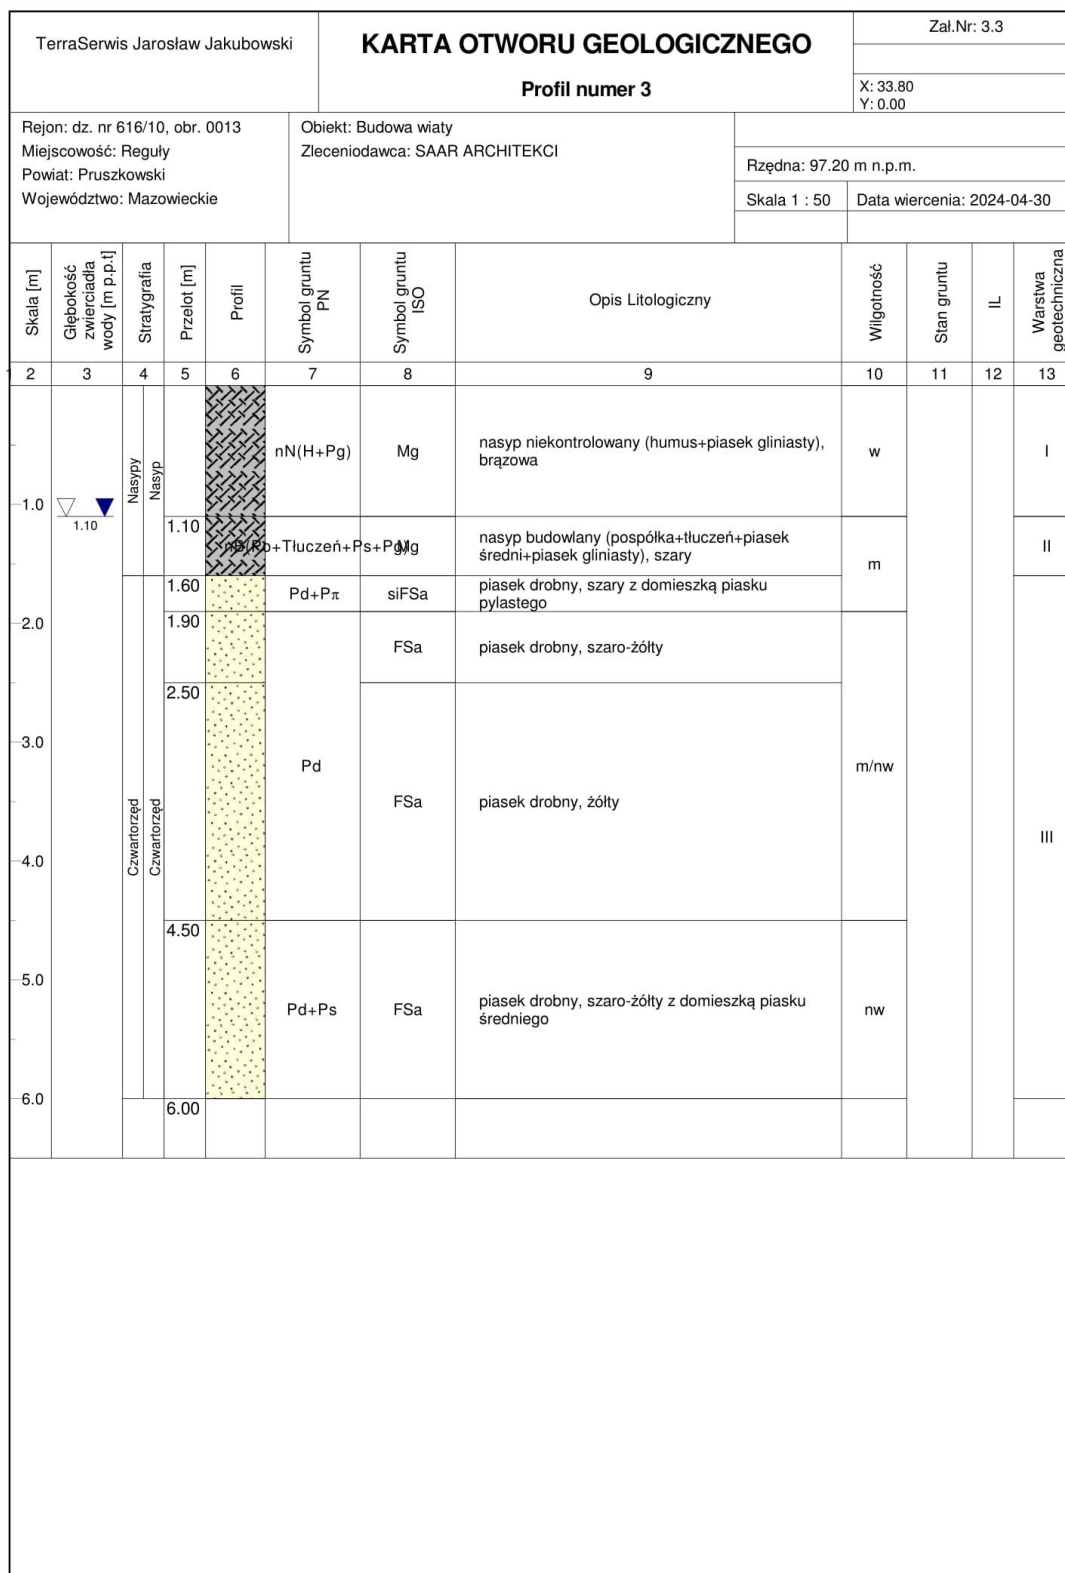 TerraSerwis Jarosław Jakubowski
KARTA OTWORU GEOLOGICZNEGO
Profil numer 3
Zał.Nr: 3.3
X: 33.80
Y: 0.00
Rejon: dz. nr 616/10, obr. 0013
Miejscowość: Reguły
Powiat: Pruszkowski
Województwo: Mazowieckie
Obiekt: Budowa wiaty
Zleceniodawca: SAAR ARCHITEKCI
Rzędna: 97.20 m n.p.m.
Skala 1 : 50
Data wiercenia: 2024-04-30
Skala [m]
Głębokość
zwierciadła
wody [m p.p.t]
Stratygrafia
Przelot [m]
Profil
Symbol gruntu
PN
Symbol gruntu
ISO
Opis Litologiczny
Wilgotność
Stan gruntu
IL
Warstwa
geotechniczna
2 3 4 5 6 7 8 9 10 11 12 13
Nasypy
Nasyp
nN(H+Pg)
Mg
nasyp niekontrolowany (humus+piasek gliniasty),
brązowa
w
I
1.0
1.10
1.10
nB(Po+Tłuczeń+Ps+Pg)
Mg
nasyp budowlany (pospółka+tłuczeń+piasek
średni+piasek gliniasty), szary
m
II
1.60
Pd+Pπ
siFSa
piasek drobny, szary z domieszką piasku
pylastego
2.0
1.90
FSa
piasek drobny, szaro-żółty
2.50
3.0
Pd
FSa
piasek drobny, żółty
m/nw
III
Czwartorzęd
Czwartorzęd
4.0
4.50
5.0
Pd+Ps
FSa
piasek drobny, szaro-żółty z domieszką piasku
średniego
nw
6.0
6.00